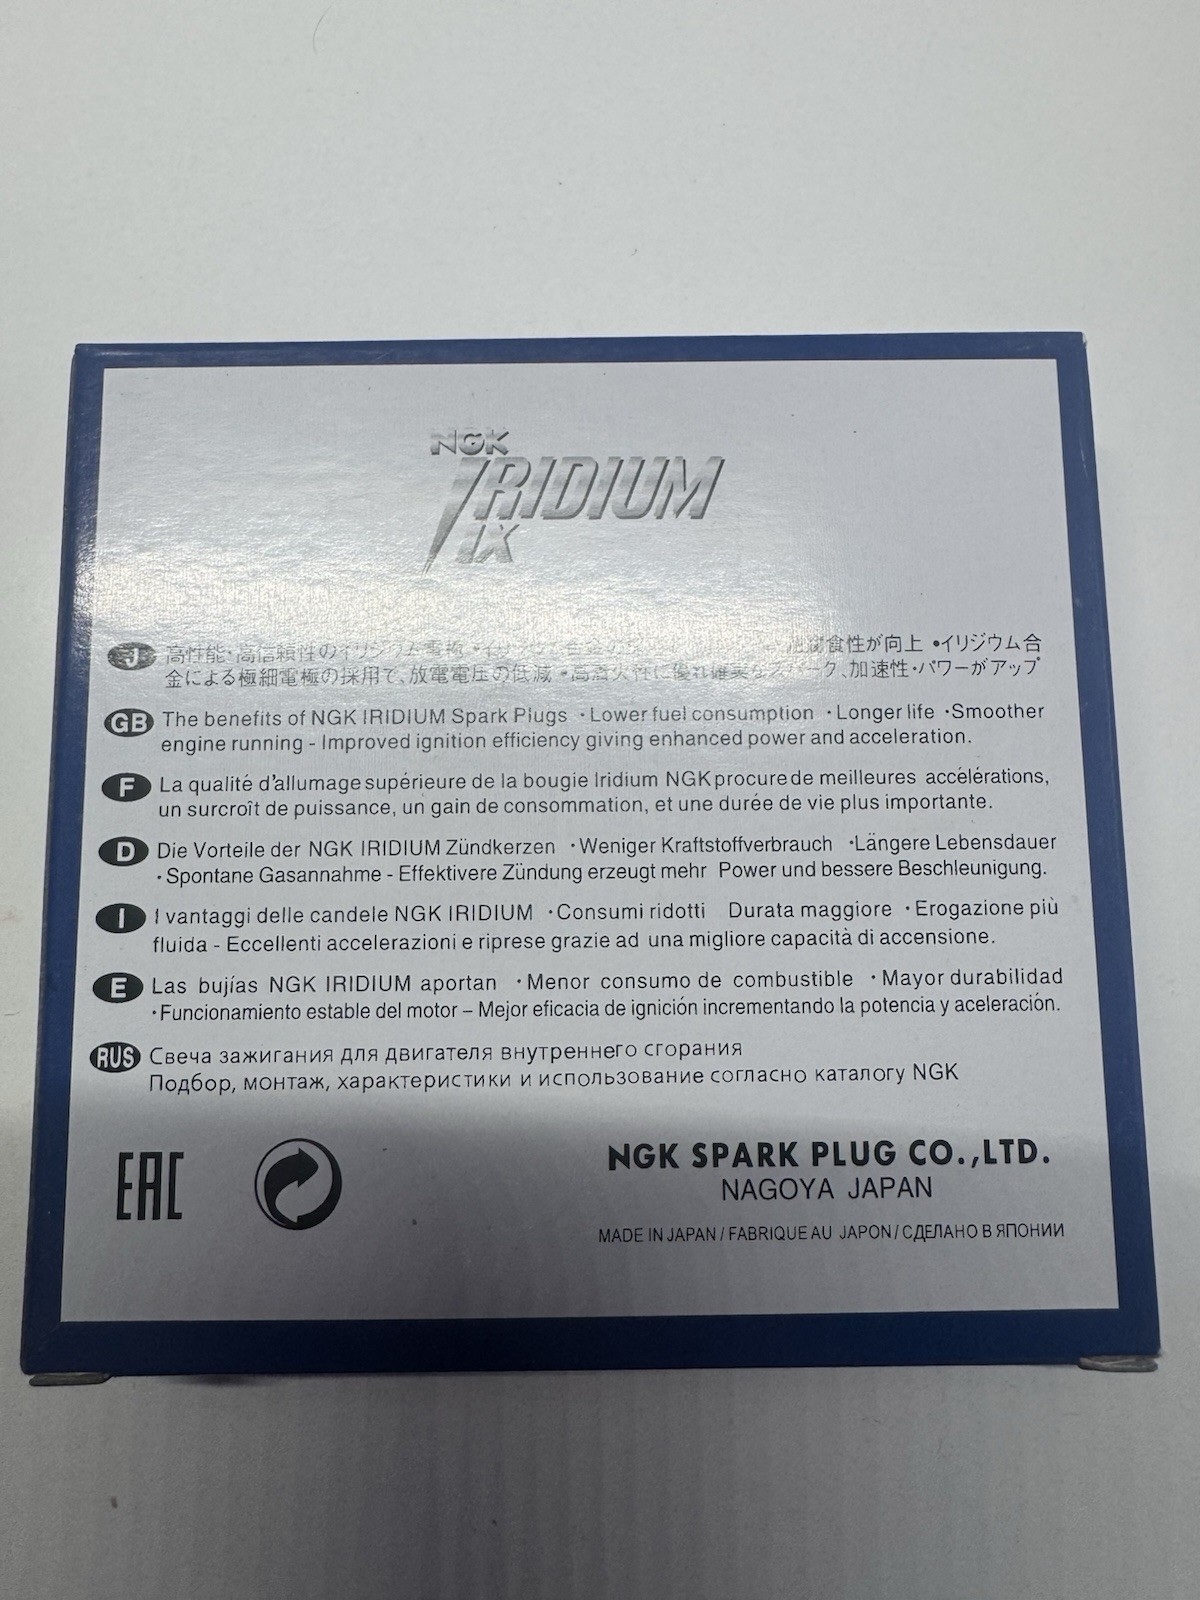 NGK
IRIDIUM
IX
J 高性能・高信頼性のイリジウム電極 食性が向上 •イリジウム合
金による極細電極の採用で、放電電圧の低減 ・高着火性に優れ確実なスパーク、加速性・パワーがアップ
GB The benefits of NGK IRIDIUM Spark Plugs ・Lower fuel consumption ・Longer life ・Smoother
engine running - Improved ignition efficiency giving enhanced power and acceleration.
F La qualité d'allumage supérieure de la bougie Iridium NGK procure de meilleures accélérations,
un surcroît de puissance, un gain de consommation, et une durée de vie plus importante.
D Die Vorteile der NGK IRIDIUM Zündkerzen ・Weniger Kraftstoffverbrauch ・Längere Lebensdauer
・Spontane Gasannahme - Effektivere Zündung erzeugt mehr Power und bessere Beschleunigung.
I I vantaggi delle candele NGK IRIDIUM ・Consumi ridotti Durata maggiore ・Erogazione più
fluida - Eccellenti accelerazioni e riprese grazie ad una migliore capacità di accensione.
E Las bujías NGK IRIDIUM aportan ・Menor consumo de combustible ・Mayor durabilidad
・Funcionamiento estable del motor – Mejor eficacia de ignición incrementando la potencia y aceleración.
RUS Свеча зажигания для двигателя внутреннего сгорания
Подбор, монтаж, характеристики и использование согласно каталогу NGK
EAC
NGK SPARK PLUG CO.,LTD.
NAGOYA JAPAN
MADE IN JAPAN / FABRIQUE AU JAPON / СДЕЛАНО В ЯПОНИИ